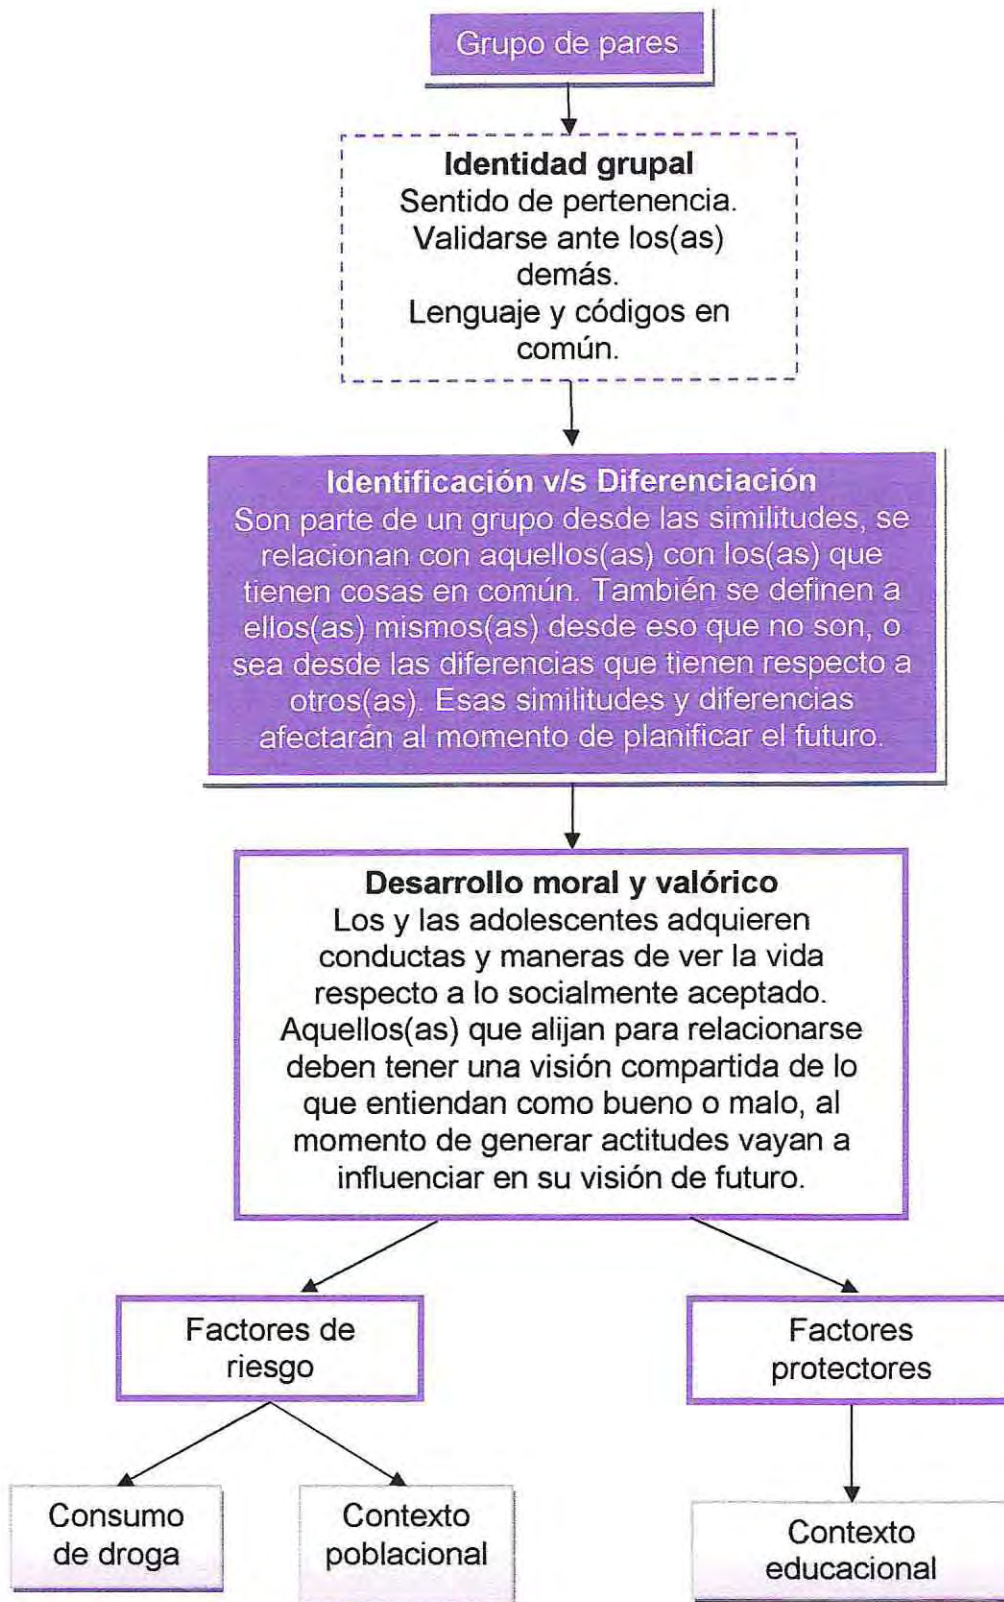 Grupo de pares
Identidad grupal
Sentido de pertenencia.
Validarse ante los(as)
demás.
Lenguaje y códigos en
común.
Identificación v/s Diferenciación
Son parte de un grupo desde las similitudes, se
relacionan con aquellos(as) con los(as) que
tienen cosas en común. También se definen a
ellos(as) mismos(as) desde eso que no son, o
sea desde las diferencias que tienen respecto a
otros(as). Esas similitudes y diferencias
afectarán al momento de planificar el futuro.
Desarrollo moral y valórico
Los y las adolescentes adquieren
conductas y maneras de ver la vida
respecto a lo socialmente aceptado.
Aquellos(as) que alijan para relacionarse
deben tener una visión compartida de lo
que entiendan como bueno o malo, al
momento de generar actitudes vayan a
influenciar en su visión de futuro.
Factores de
riesgo
Factores
protectores
Consumo
de droga
Contexto
poblacional
Contexto
educacional